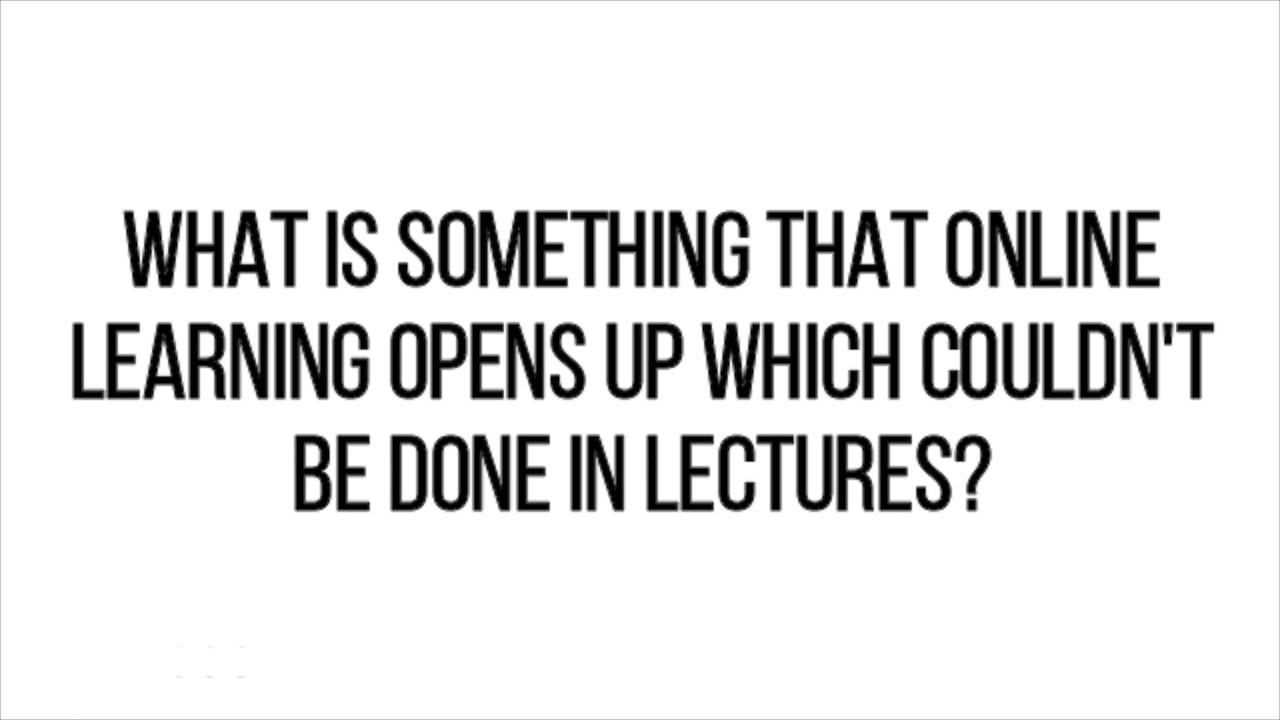 WHAT IS SOMETHING THAT ONLINE
LEARNING OPENS UP WHICH COULDN'T
BE DONE IN LECTURES?